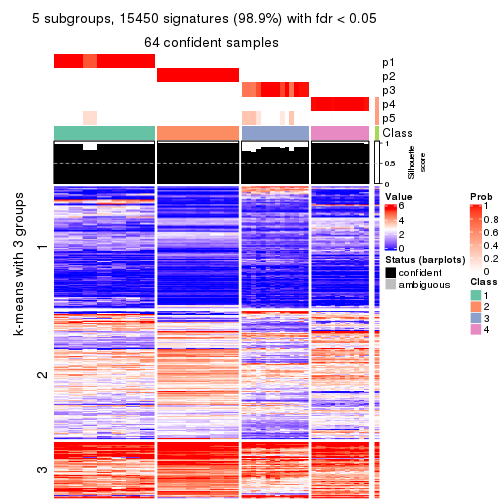 5 subgroups, 15450 signatures (98.9%) with fdr < 0.05
64 confident samples
p1
p2
p3
p4
p5
Class
1
0.5
0
Silhouette
score
k-means with 3 groups
1
2
3
Value
6
4
2
0
Status (barplots)
confident
ambiguous
Prob
1
0.8
0.6
0.4
0.2
0
Class
1
2
3
4